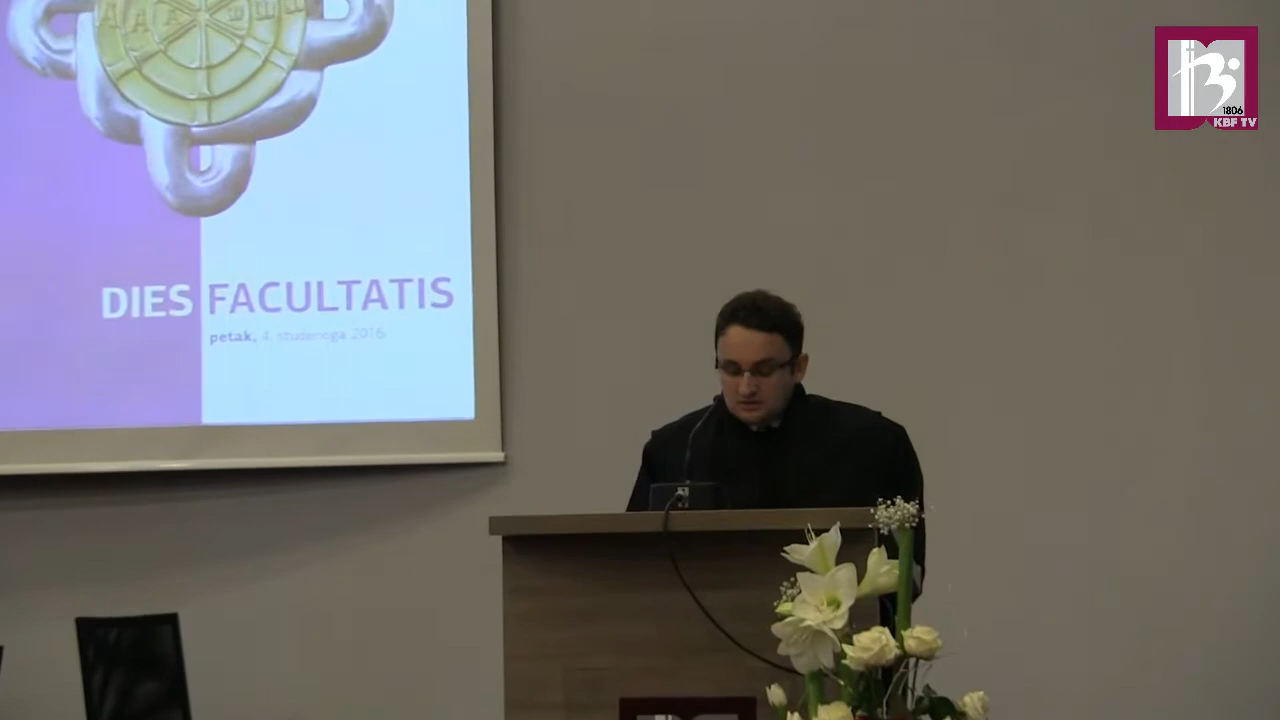 DIES FACULTATIS
petak, 4. studenoga 2016
1806
KBF TV